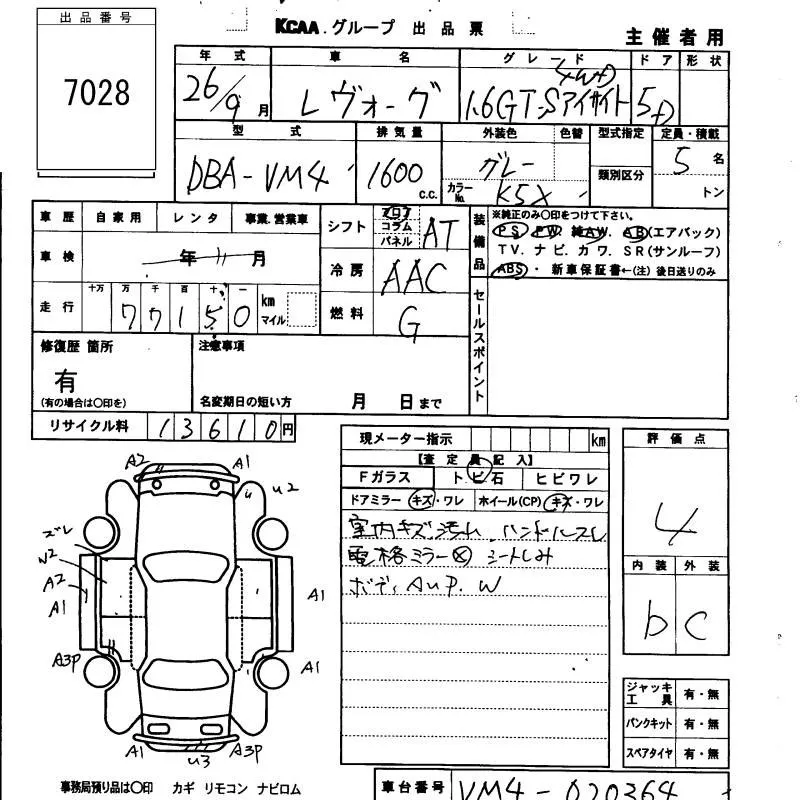 出品番号
7028
KCAA.グループ 出品票
主催者用
年式 車名 グレード ドア 形状
26/9月 レヴォーグ 4WD 1.6GT-Sアイサイト 5D
型式 排気量 外装色 色替 型式指定 定員・積載
DBA-VM4 1600 c.c. グレー カラーNo. K5X 類別区分 5名 トン
車歴 自家用 レンタ 事業.営業車
車検 年 11月
走行 十万 万 千 百 十 一
77150 km マイル
シフト フロア コラム パネル AT
冷房 AAC
燃料 G
装備品
※純正のみ〇印をつけて下さい。
PS. PW. 純AW. AB(エアバック)
TV. ナビ. カワ. SR(サンルーフ)
ABS ・ 新車保証書←(注) 後日送りのみ
セールスポイント
修復歴 箇所
有
(有の場合は〇印を)
注意事項
名変期日の短い方 月 日まで
リサイクル料 13610円
現メーター指示 km
【査定員記入】
Fガラス トビ石 ヒビワレ
ドアミラー キズ・ワレ ホイール(CP) キズ・ワレ
室内キズ汚ム ハンドルスレ
電格ミラー✕ シートしみ
ボディAUP.W
評価点
4
内装 外装
b C
ジャッキ工具 有・無
パンクキット 有・無
スペアタイヤ 有・無
A2 A1
U2
ズレ
W2
A2
A1 A1
A3P A1
A1 U3 A3P
事務局預り品は〇印 カギ リモコン ナビロム
車台番号 VM4-020364